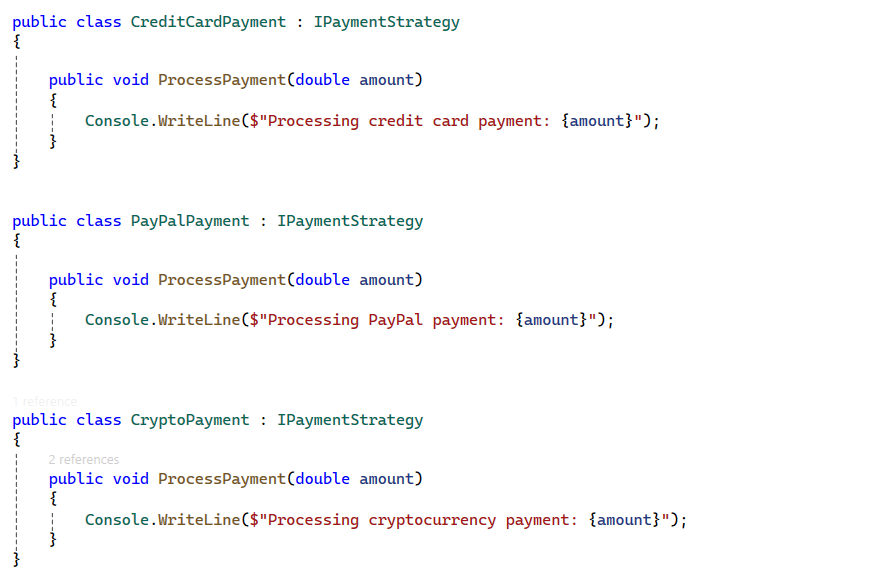 public class CreditCardPayment : IPaymentStrategy
{
public void ProcessPayment(double amount)
{
Console.WriteLine($"Processing credit card payment: {amount}");
}
}
public class PayPalPayment : IPaymentStrategy
{
public void ProcessPayment(double amount)
{
Console.WriteLine($"Processing PayPal payment: {amount}");
}
}
1 reference
public class CryptoPayment : IPaymentStrategy
{
2 references
public void ProcessPayment(double amount)
{
Console.WriteLine($"Processing cryptocurrency payment: {amount}");
}
}